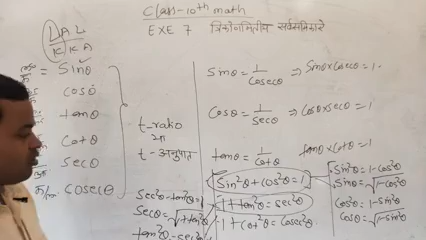 Class-10th math
EXE 7 त्रिकोणमितीय सर्वसमिकाएँ
L A L
K K A
Sinθ
cosθ
tanθ
Cotθ
secθ
cosecθ
t-ratio
या
t-अनुपात
Sinθ = 1/cosecθ ⇒ Sinθ×cosecθ = 1
Cosθ = 1/secθ ⇒ cosθ×secθ = 1
tanθ = 1/cotθ tanθ×cotθ = 1
Sin²θ + cos²θ = 1
1 + tan²θ = sec²θ
1 + cot²θ = cosec²θ
Sin²θ = 1-cos²θ
Sinθ = √1-cos²θ
Cos²θ = 1-sin²θ
Cosθ = √1-sin²θ
Sec²θ - tan²θ = 1
Secθ = √1+tan²θ
tan²θ = sec²θ